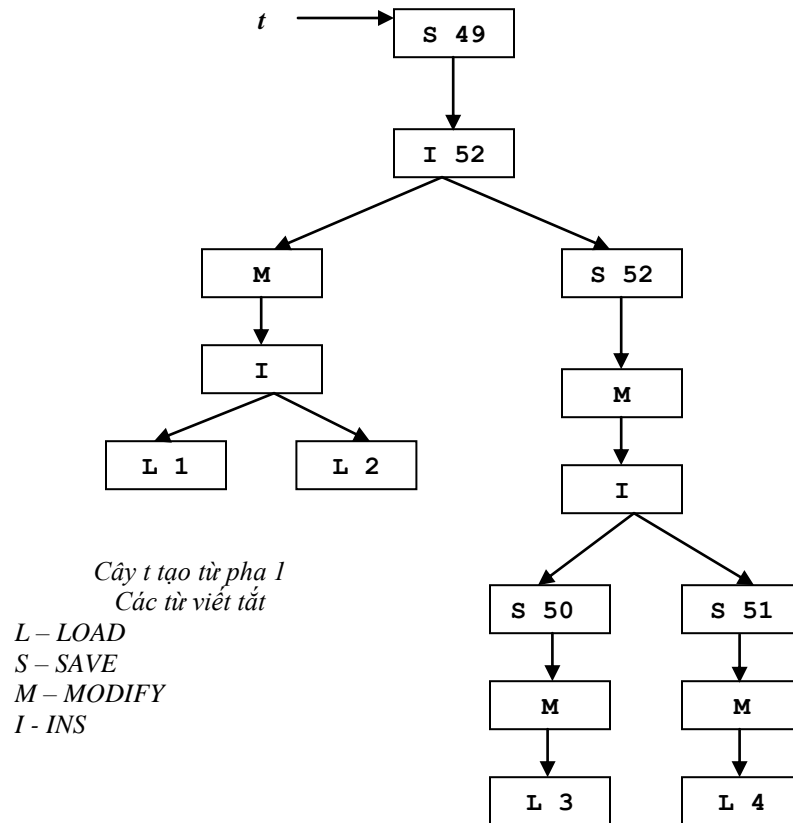 t
S 49
I 52
M
S 52
I
M
L 1
L 2
I
Cây t tạo từ pha 1
Các từ viết tắt
S 50
S 51
L – LOAD
S – SAVE
M – MODIFY
M
M
I - INS
L 3
L 4